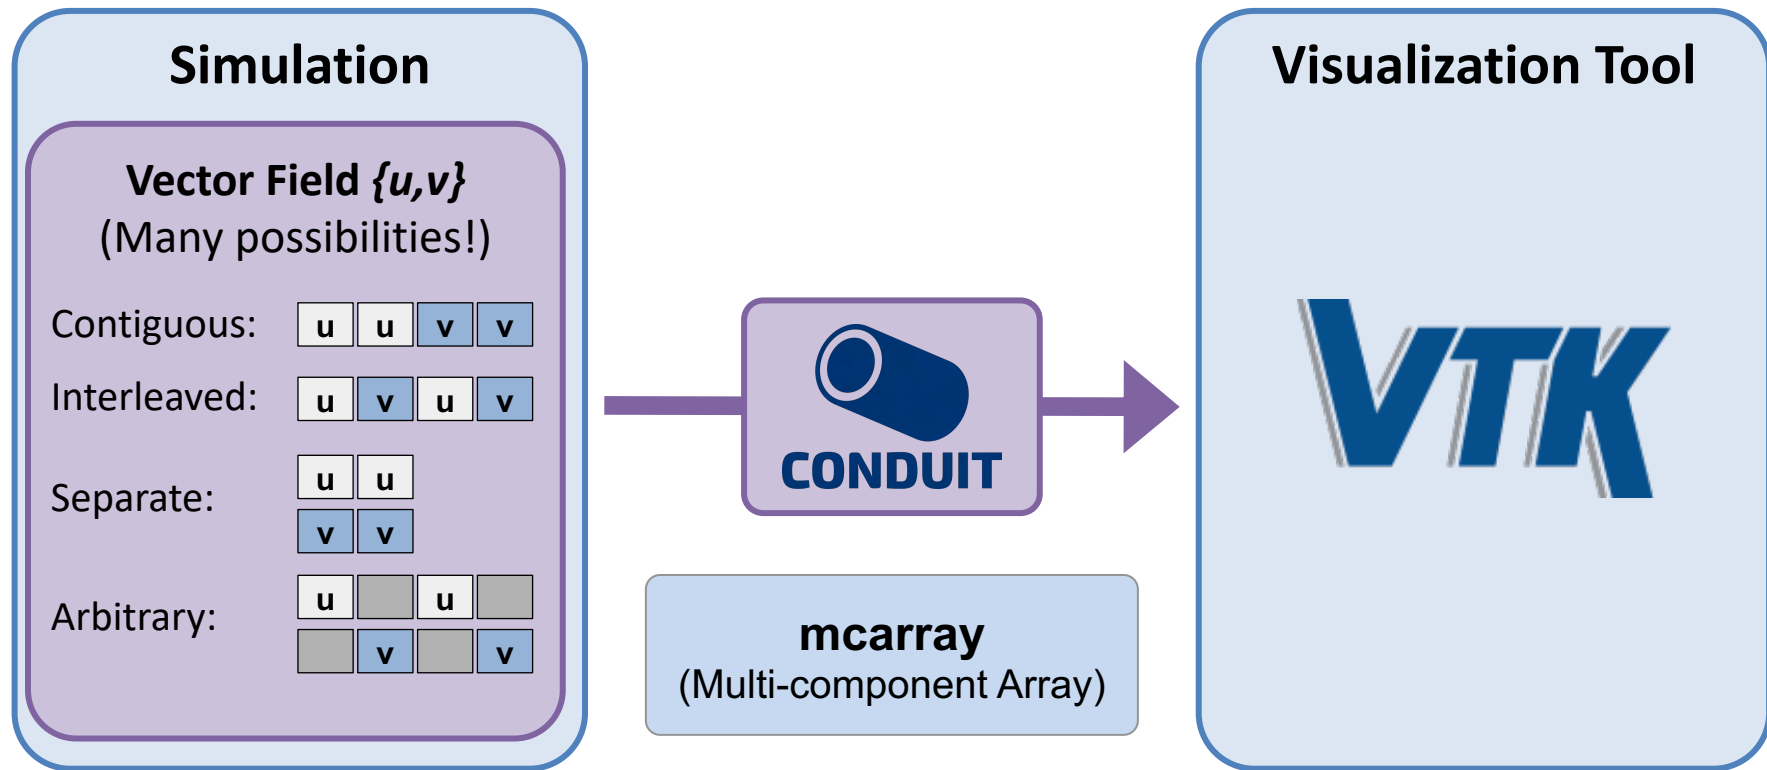 Simulation
Vector Field {u,v}
(Many possibilities!)
Contiguous: u u v v
Interleaved: u v u v
Separate: u u
v v
Arbitrary: u u
v v
CONDUIT
mcarray
(Multi-component Array)
Visualization Tool
VTK